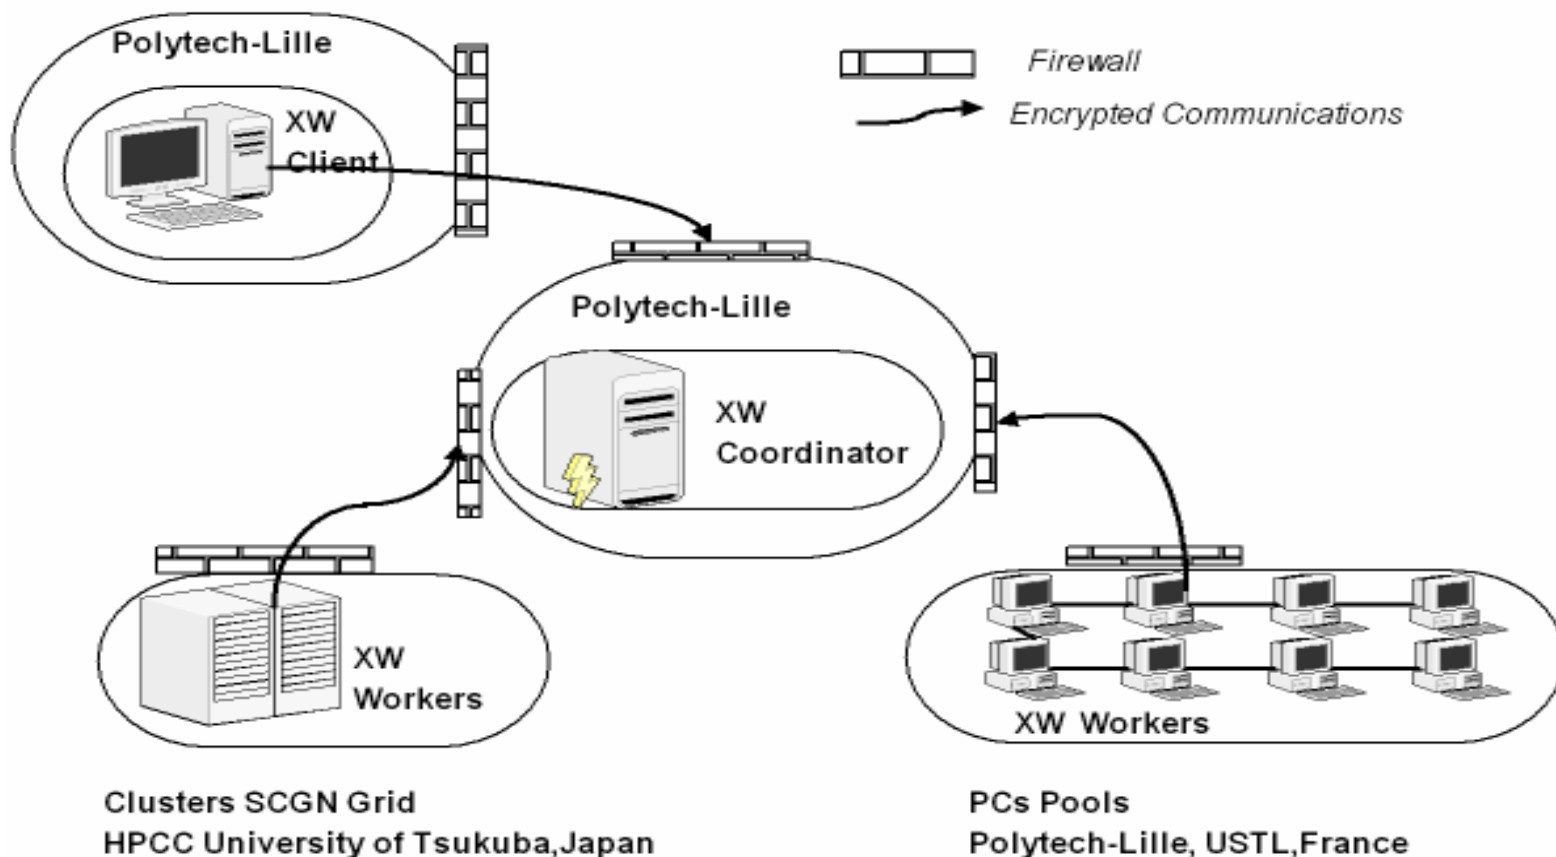 Polytech-Lille
XW
Client
Firewall
Encrypted Communications
Polytech-Lille
XW
Coordinator
XW
Workers
XW Workers
Clusters SCGN Grid
HPCC University of Tsukuba,Japan
PCs Pools
Polytech-Lille, USTL,France